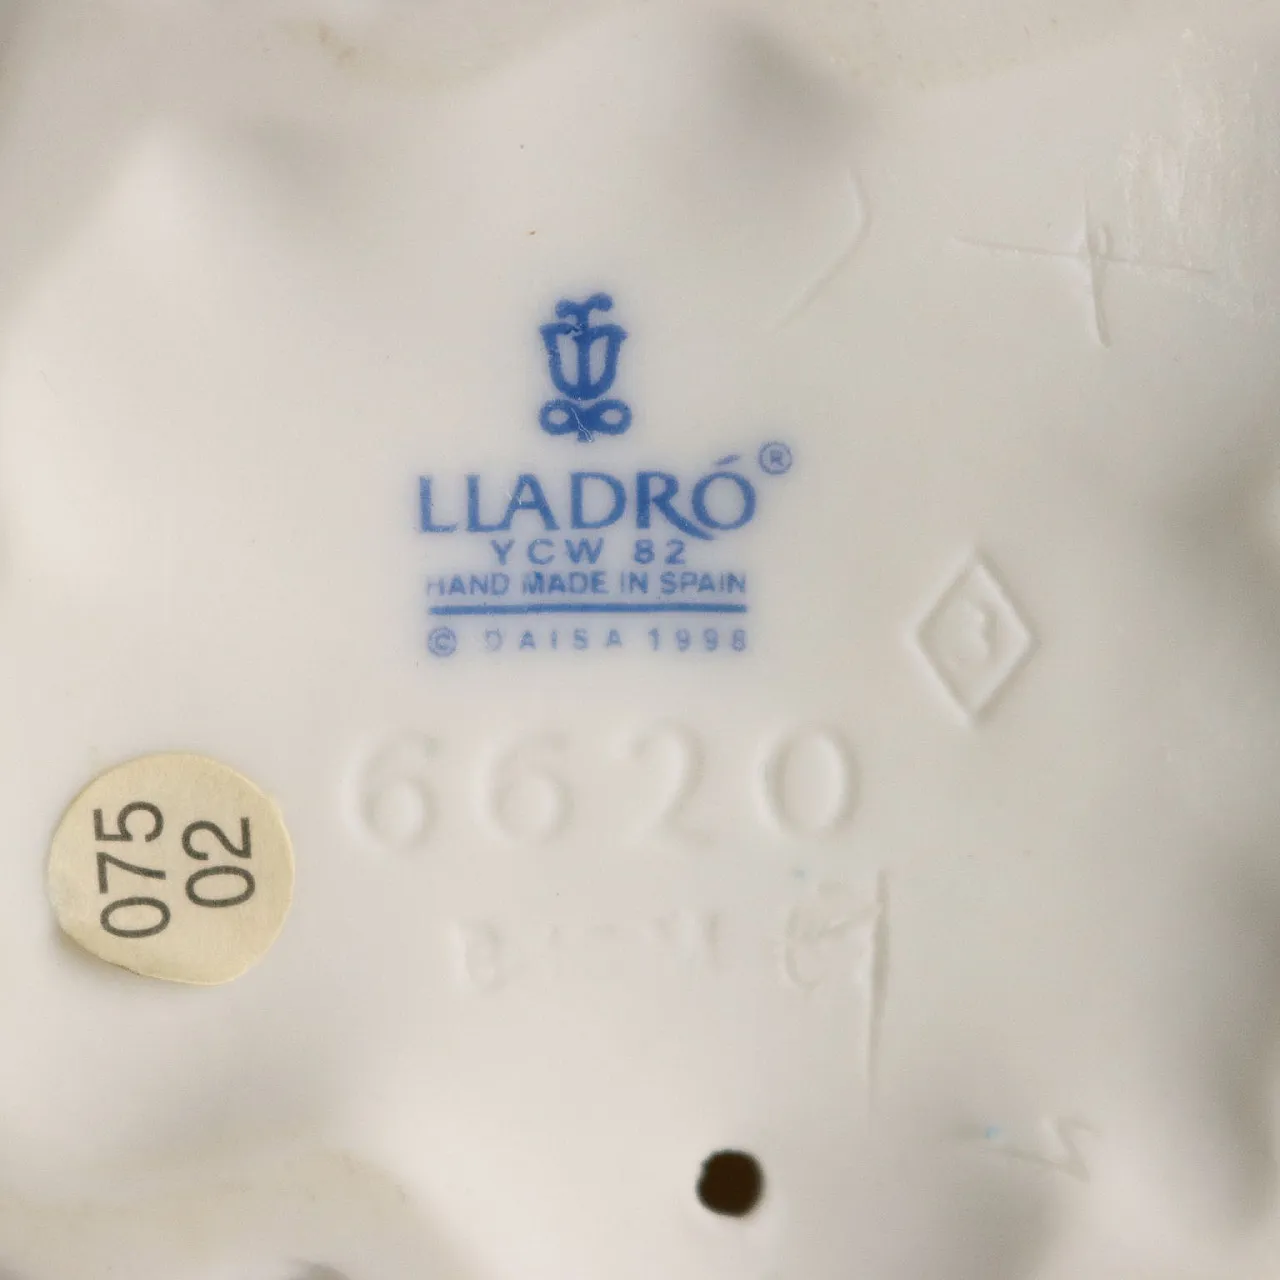 LLADRÓ®
YCW 82
HAND MADE IN SPAIN
© DAISA 1998
6620
075
02